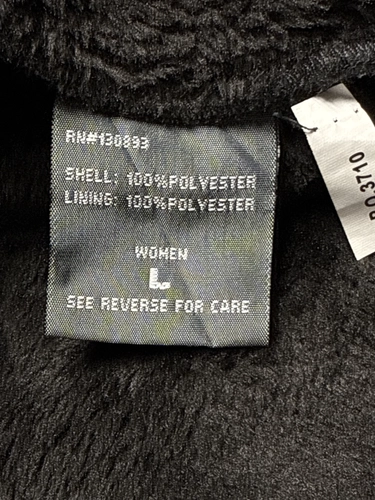 RN#130893
SHELL: 100%POLYESTER
LINING: 100%POLYESTER
WOMEN
L
SEE REVERSE FOR CARE